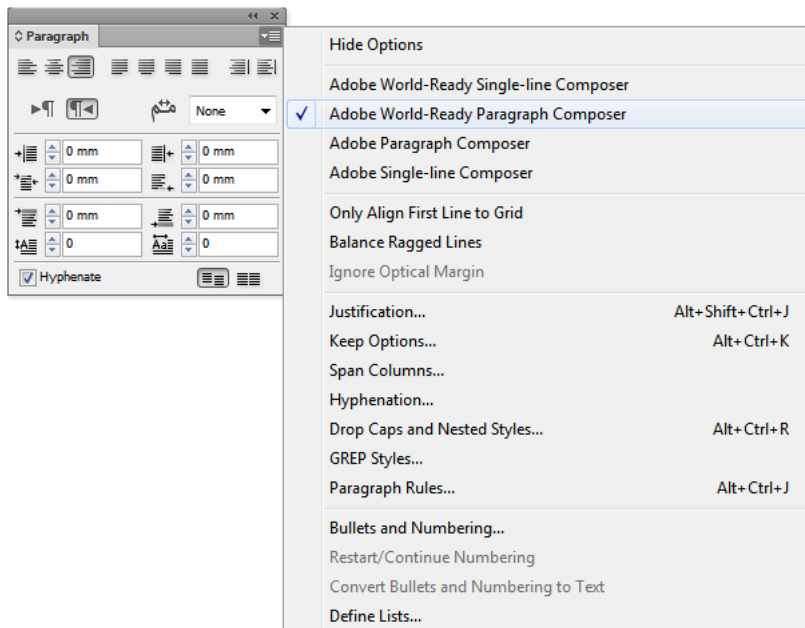 Paragraph
None
0 mm 0 mm
0 mm 0 mm
0 mm 0 mm
0 0
Hyphenate
Hide Options
Adobe World-Ready Single-line Composer
Adobe World-Ready Paragraph Composer
Adobe Paragraph Composer
Adobe Single-line Composer
Only Align First Line to Grid
Balance Ragged Lines
Ignore Optical Margin
Justification... Alt+Shift+Ctrl+J
Keep Options... Alt+Ctrl+K
Span Columns...
Hyphenation...
Drop Caps and Nested Styles... Alt+Ctrl+R
GREP Styles...
Paragraph Rules... Alt+Ctrl+J
Bullets and Numbering...
Restart/Continue Numbering
Convert Bullets and Numbering to Text
Define Lists...